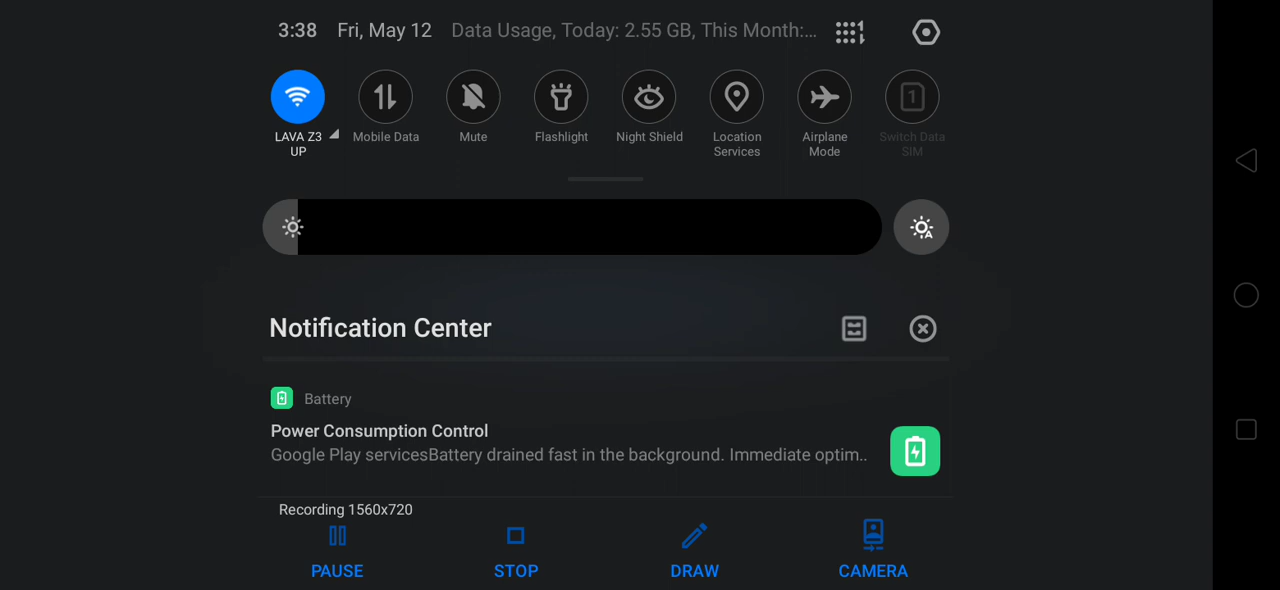 3:38 Fri, May 12 Data Usage, Today: 2.55 GB, This Month:...
1
LAVA Z3 UP
Mobile Data
Mute
Flashlight
Night Shield
Location Services
Airplane Mode
Switch Data SIM
A
Notification Center
Battery
Power Consumption Control
Google Play servicesBattery drained fast in the background. Immediate optim..
Recording 1560x720
PAUSE STOP DRAW CAMERA